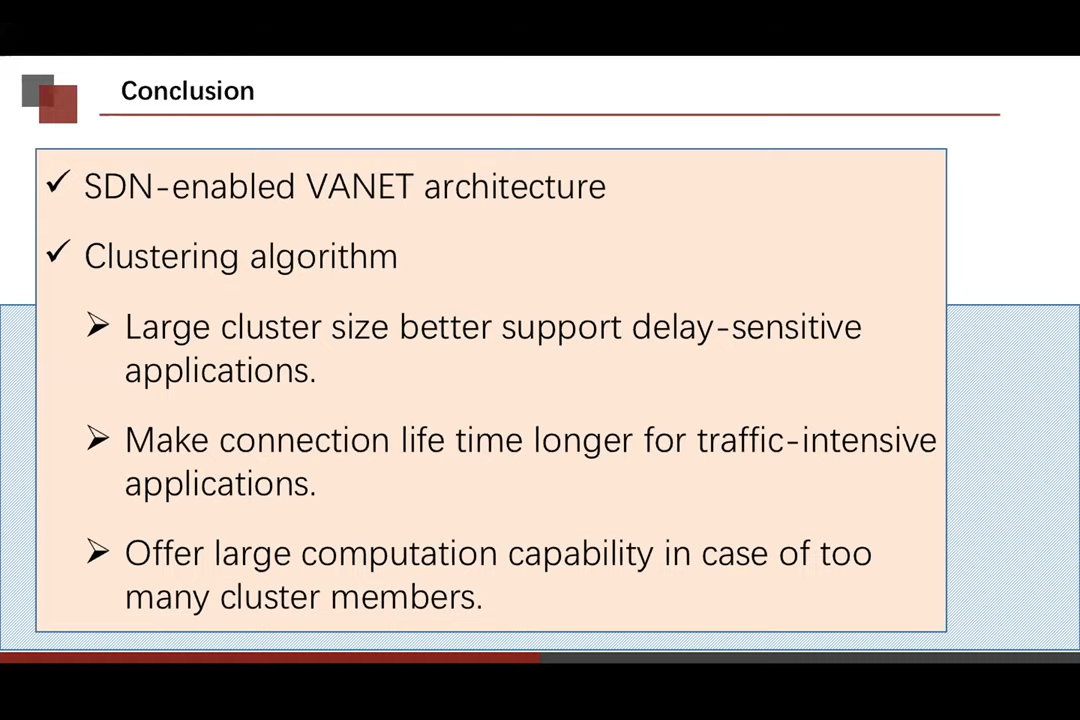 Conclusion
✓ SDN-enabled VANET architecture
✓ Clustering algorithm
➢ Large cluster size better support delay-sensitive
applications.
➢ Make connection life time longer for traffic-intensive
applications.
➢ Offer large computation capability in case of too
many cluster members.